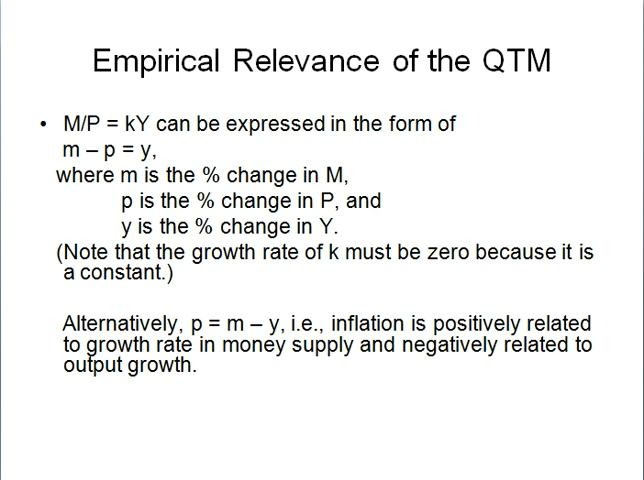 Empirical Relevance of the QTM
• M/P = kY can be expressed in the form of
m – p = y,
where m is the % change in M,
p is the % change in P, and
y is the % change in Y.
(Note that the growth rate of k must be zero because it is
a constant.)
Alternatively, p = m – y, i.e., inflation is positively related
to growth rate in money supply and negatively related to
output growth.